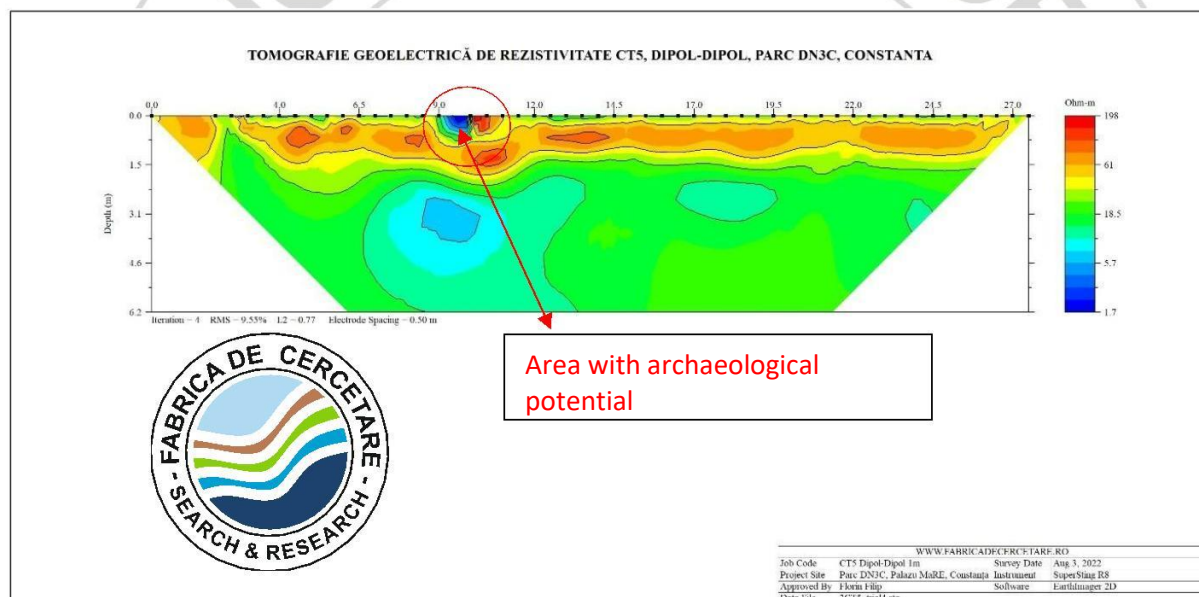 TOMOGRAFIE GEOELECTRICĂ DE REZISTIVITATE CT5, DIPOL-DIPOL, PARC DN3C, CONSTANTA
0.0 4.0 6.5 9.0 12.0 14.5 17.0 19.5 22.0 24.5 27.0
Ohm-m
0.0
1.5
3.1
4.6
6.2
Depth (m)
198
61
18.5
5.7
1.7
Iteration = 4 RMS = 9.55% L2 = 0.77 Electrode Spacing = 0.50 m
Area with archaeological
potential
FABRICA DE CERCETARE
- SEARCH & RESEARCH -
WWW.FABRICADECERCETARE.RO
Job Code CT5 Dipol-Dipol 1m Survey Date Aug 3, 2022
Project Site Parc DN3C, Palazu MaRE, Constanța Instrument SuperSting R8
Approved By Florin Filip Software EarthImager 2D